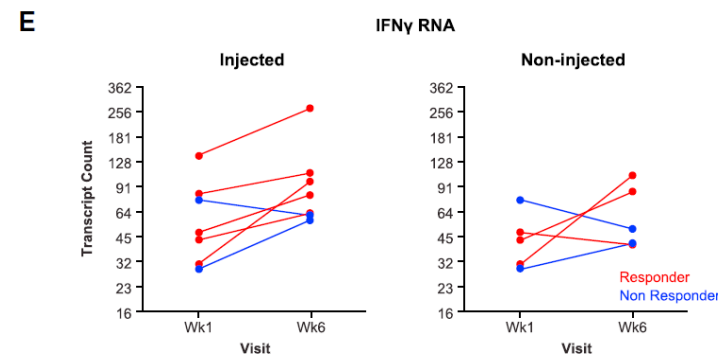 E
IFNγ RNA
Injected
Non-injected
Transcript Count
362
256
181
128
91
64
45
32
23
16
Wk1 Wk6
Visit
362
256
181
128
91
64
45
32
23
16
Wk1 Wk6
Visit
Responder
Non Responder